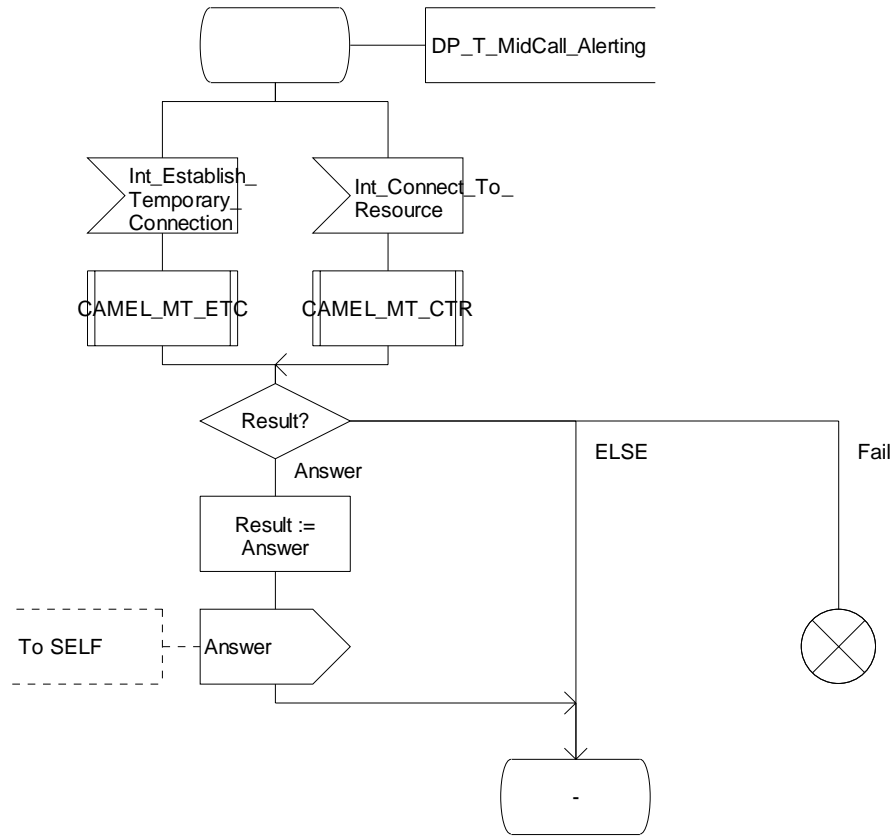 DP_T_MidCall_Alerting
Int_Establish_
Temporary_
Connection
Int_Connect_To_
Resource
CAMEL_MT_ETC
CAMEL_MT_CTR
Result?
ELSE
Fail
Answer
Result :=
Answer
To SELF
Answer
-